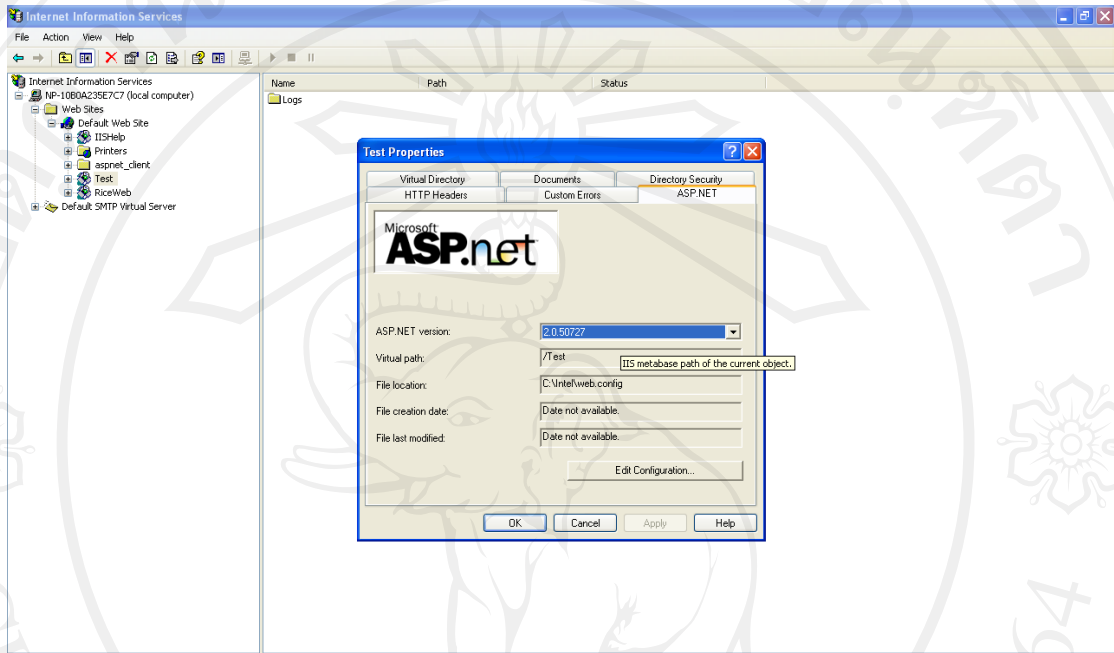 Internet Information Services
File Action View Help
Internet Information Services
NP-10B0A235E7C7 (local computer)
Web Sites
Default Web Site
IISHelp
Printers
aspnet_client
Test
RiceWeb
Default SMTP Virtual Server
Name Path Status
Logs
Test Properties
Virtual Directory Documents Directory Security
HTTP Headers Custom Errors ASP.NET
Microsoft
ASP.net
ASP.NET version: 2.0.50727
Virtual path: /Test
IIS metabase path of the current object.
File location: C:\Intel\web.config
File creation date: Date not available.
File last modified: Date not available.
Edit Configuration...
OK Cancel Apply Help
64